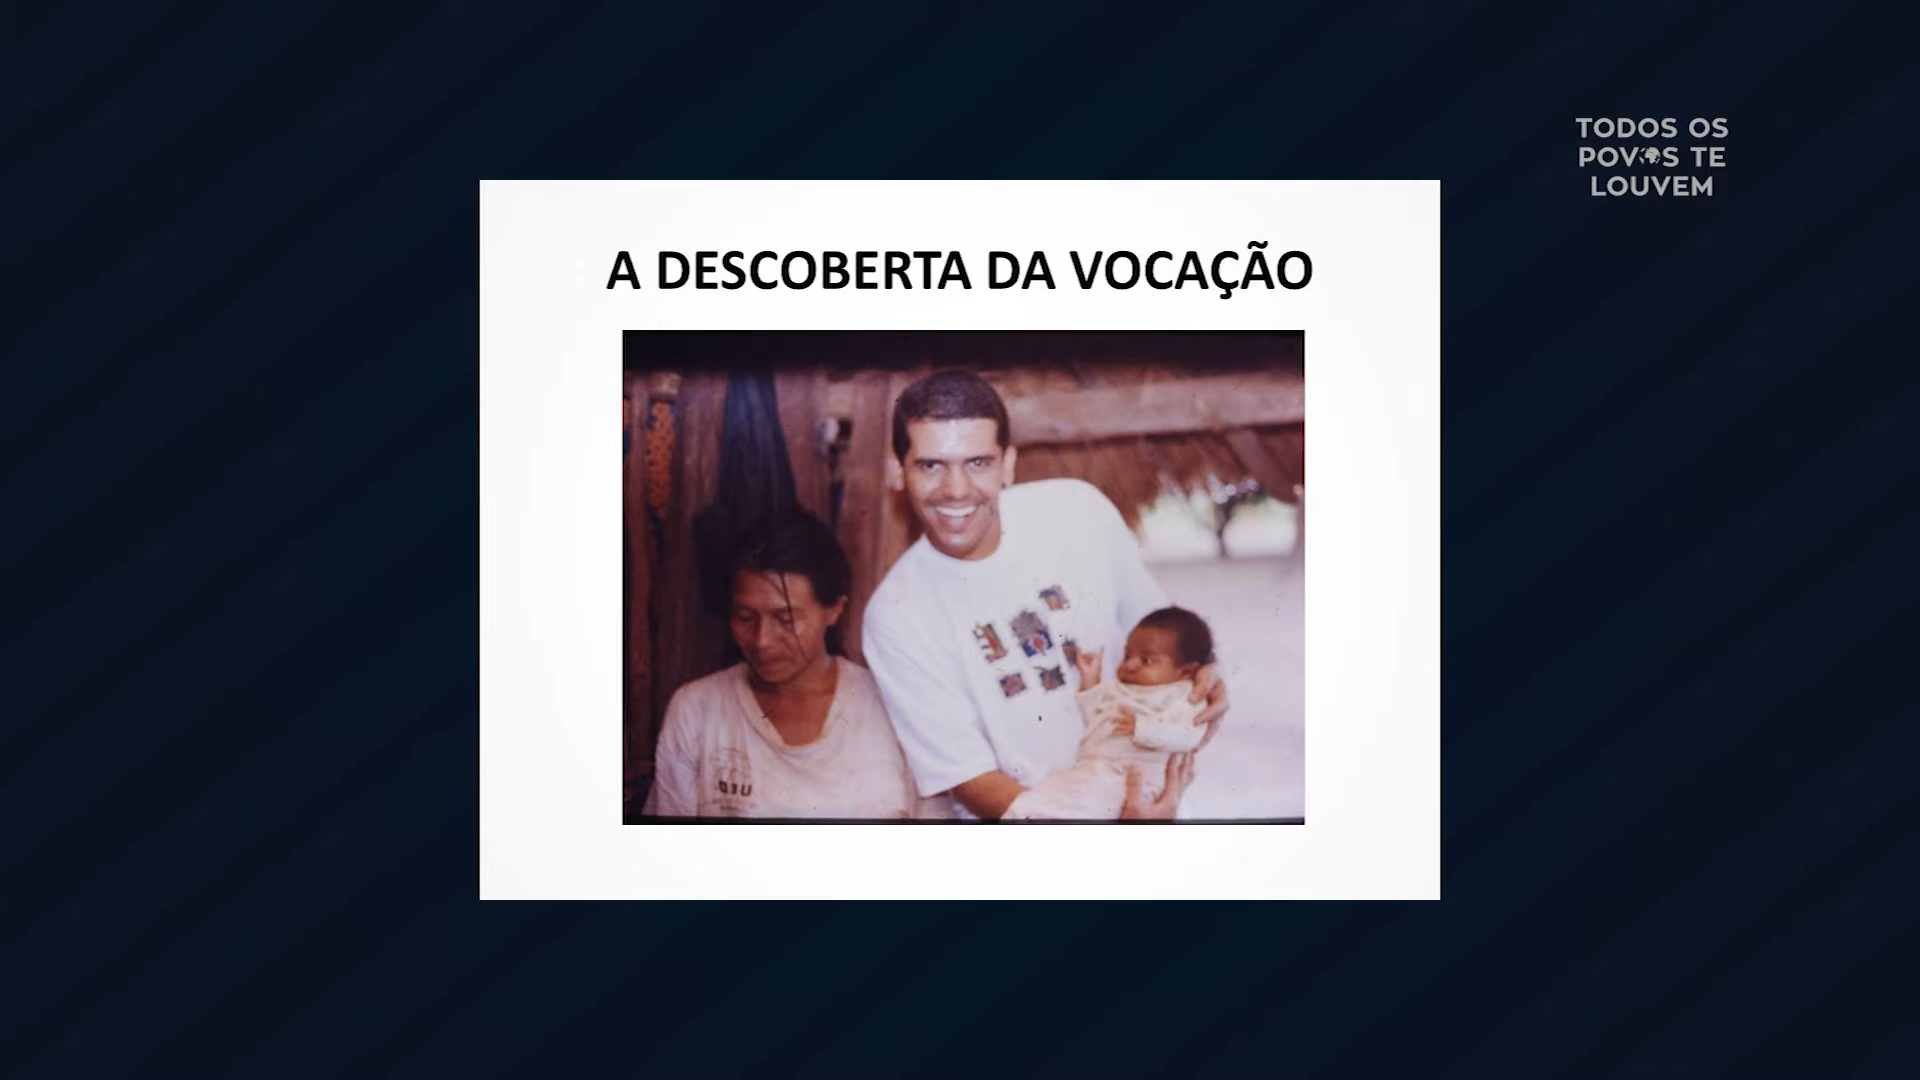 TODOS OS
POVOS TE
LOUVEM
A DESCOBERTA DA VOCAÇÃO